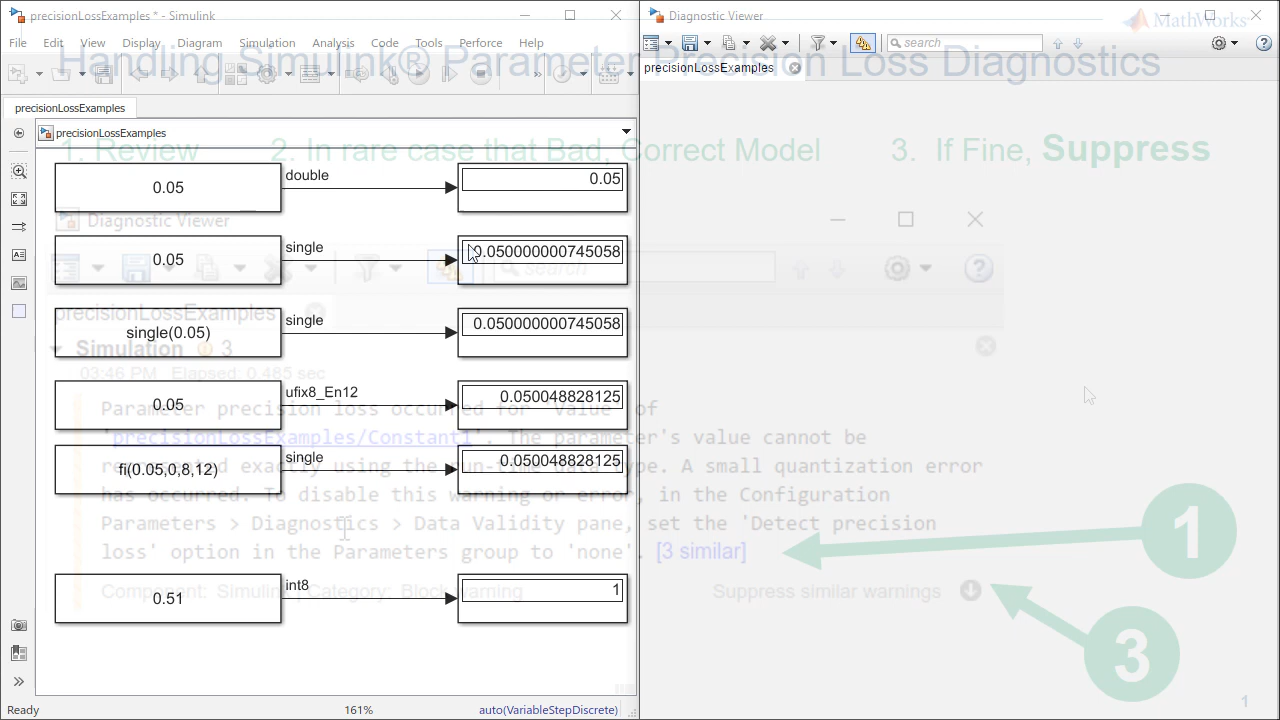 precisionLossExamples * - Simulink
Diagnostic Viewer
MathWorks
File Edit View Display Diagram Simulation Analysis Code Tools Perforce Help
search
Handling Simulink® Parameter Precision Loss Diagnostics
precisionLossExamples
precisionLossExamples
precisionLossExamples
1. Review 2. In rare case that Bad, Correct Model 3. If Fine, Suppress
0.05
double
0.05
Diagnostic Viewer
0.05
single
0.050000000745058
search
precisionLossExamples
single(0.05)
single
0.050000000745058
Simulation 3
03:46 PM Elapsed: 0.485 sec
0.05
ufix8_En12
0.050048828125
Parameter precision loss occurred for 'Value' of
'precisionLossExamples/Constant1'. The parameter's value cannot be
fi(0.05,0,8,12)
single
0.050048828125
represented exactly using the run-time data type. A small quantization error
has occurred. To disable this warning or error, in the Configuration
Parameters > Diagnostics > Data Validity pane, set the 'Detect precision
loss' option in the Parameters group to 'none'. [3 similar]
1
0.51
int8
1
Component: Simulink | Category: Block warning
Suppress similar warnings
3
1
Ready 161% auto(VariableStepDiscrete)